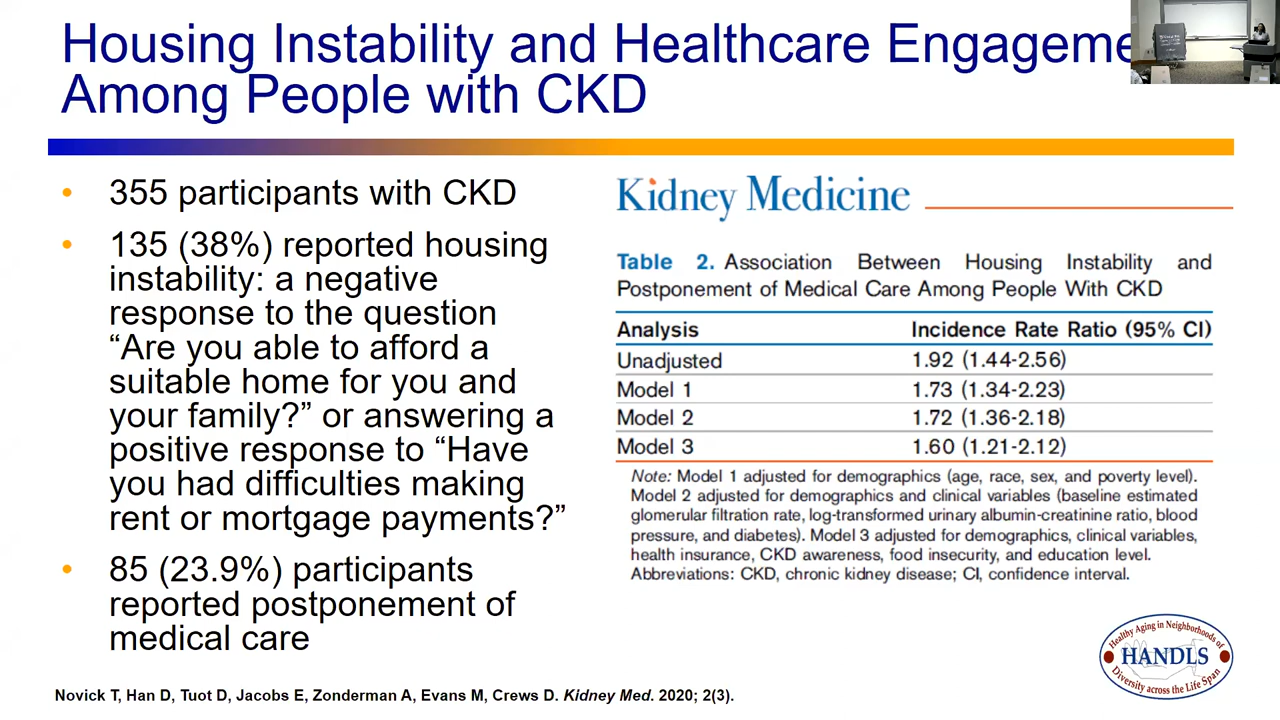 Housing Instability and Healthcare Engageme
Among People with CKD
• 355 participants with CKD
• 135 (38%) reported housing
instability: a negative
response to the question
“Are you able to afford a
suitable home for you and
your family?” or answering a
positive response to “Have
you had difficulties making
rent or mortgage payments?”
• 85 (23.9%) participants
reported postponement of
medical care
Kidney Medicine
Table 2. Association Between Housing Instability and
Postponement of Medical Care Among People With CKD
Analysis Incidence Rate Ratio (95% CI)
Unadjusted 1.92 (1.44-2.56)
Model 1 1.73 (1.34-2.23)
Model 2 1.72 (1.36-2.18)
Model 3 1.60 (1.21-2.12)
Note: Model 1 adjusted for demographics (age, race, sex, and poverty level).
Model 2 adjusted for demographics and clinical variables (baseline estimated
glomerular filtration rate, log-transformed urinary albumin-creatinine ratio, blood
pressure, and diabetes). Model 3 adjusted for demographics, clinical variables,
health insurance, CKD awareness, food insecurity, and education level.
Abbreviations: CKD, chronic kidney disease; CI, confidence interval.
Healthy Aging in Neighborhoods of
HANDLS
Diversity across the Life Span
Novick T, Han D, Tuot D, Jacobs E, Zonderman A, Evans M, Crews D. Kidney Med. 2020; 2(3).